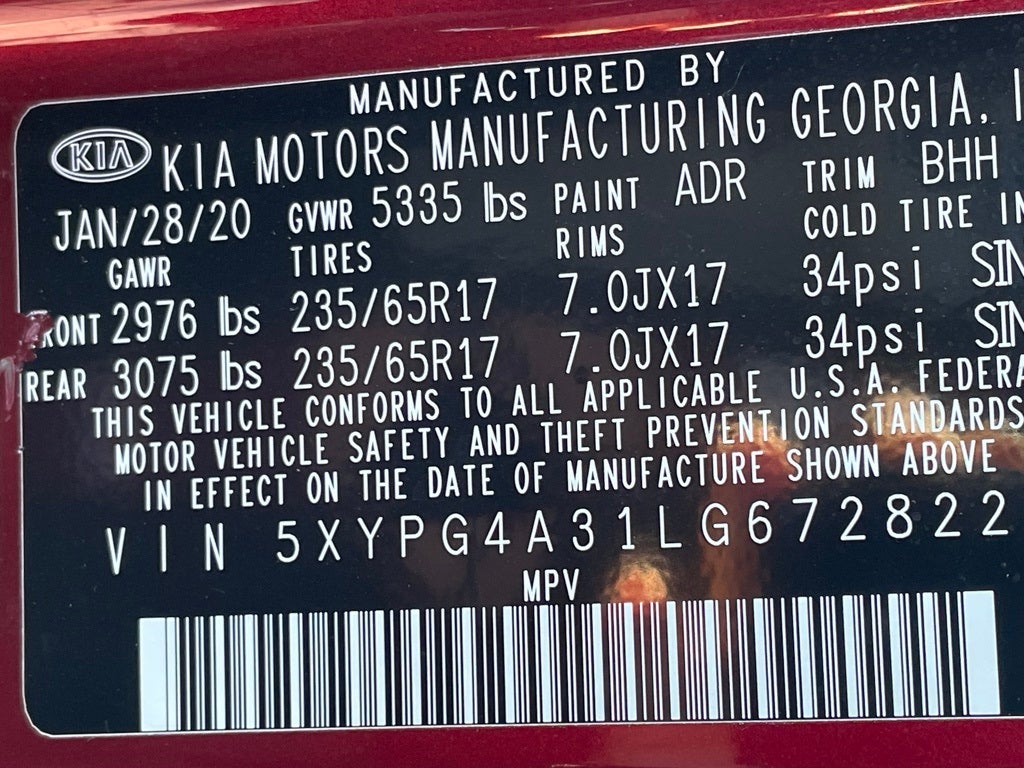 MANUFACTURED BY
KIA KIA MOTORS MANUFACTURING GEORGIA,
JAN/28/20 GVWR 5335 lbs PAINT ADR TRIM BHH
GAWR TIRES RIMS COLD TIRE
FRONT 2976 lbs 235/65R17 7.0JX17 34psi
REAR 3075 lbs 235/65R17 7.0JX17 34psi
THIS VEHICLE CONFORMS TO ALL APPLICABLE U.S.A. FEDERA
MOTOR VEHICLE SAFETY AND THEFT PREVENTION STANDARDS
IN EFFECT ON THE DATE OF MANUFACTURE SHOWN ABOVE
VIN 5XYPG4A31LG672822
MPV